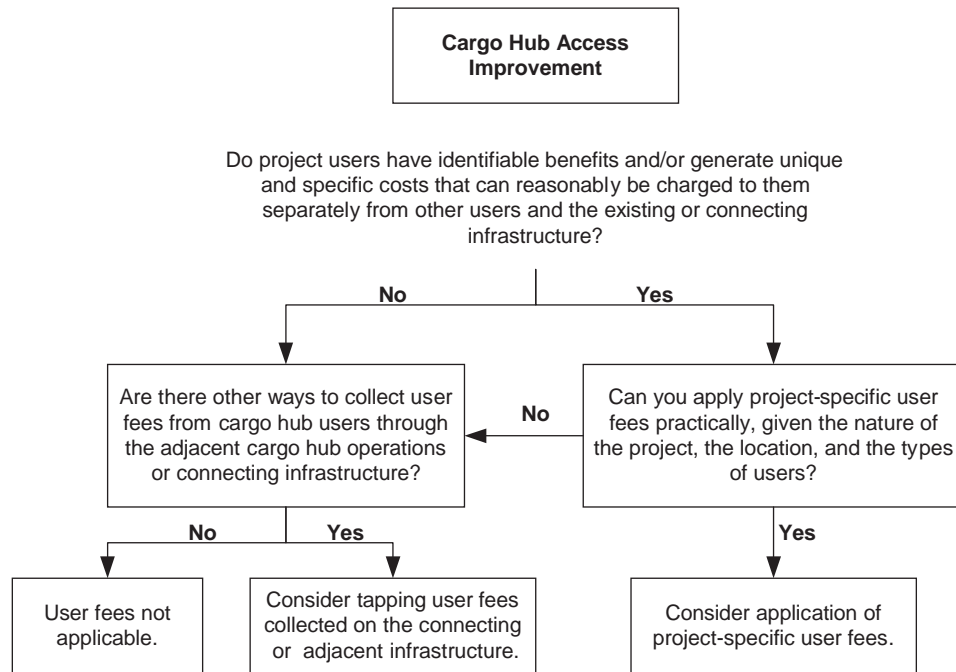 Cargo Hub Access
Improvement
Do project users have identifiable benefits and/or generate unique
and specific costs that can reasonably be charged to them
separately from other users and the existing or connecting
infrastructure?
No
Yes
Are there other ways to collect user
fees from cargo hub users through
the adjacent cargo hub operations
or connecting infrastructure?
No
Can you apply project-specific user
fees practically, given the nature of
the project, the location, and the types
of users?
No
Yes
Yes
User fees not
applicable.
Consider tapping user fees
collected on the connecting
or adjacent infrastructure.
Consider application of
project-specific user fees.